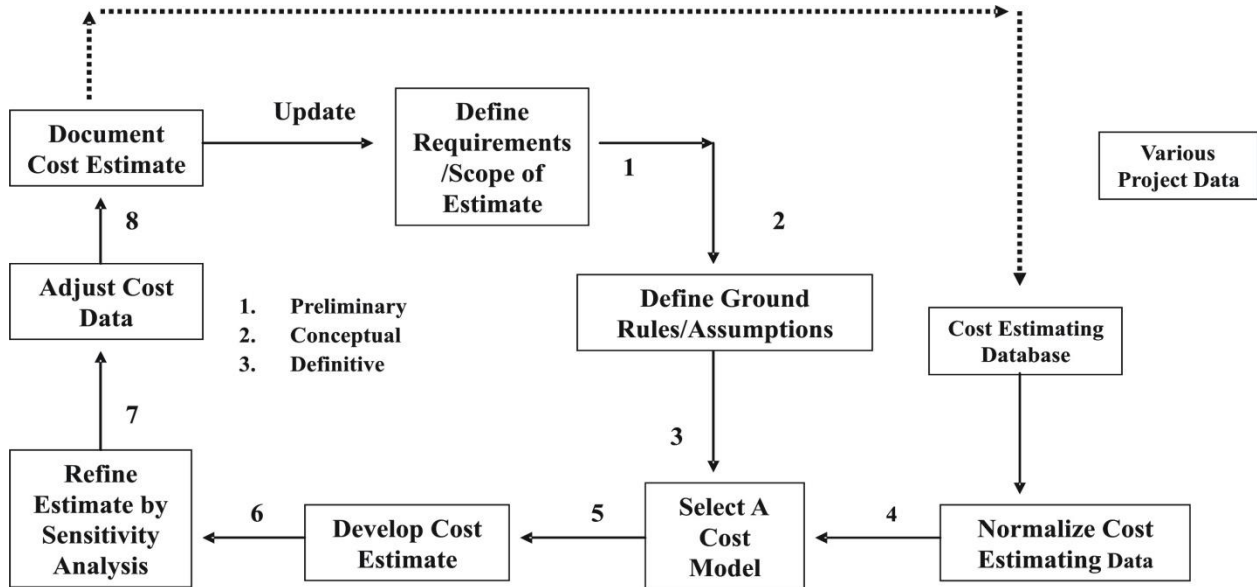 Document
Cost Estimate
Update
Define
Requirements
/Scope of
Estimate
1
Various
Project Data
2
8
Adjust Cost
Data
1. Preliminary
2. Conceptual
3. Definitive
Define Ground
Rules/Assumptions
Cost Estimating
Database
7
3
Refine
Estimate by
Sensitivity
Analysis
6
Develop Cost
Estimate
5
Select A
Cost
Model
4
Normalize Cost
Estimating Data